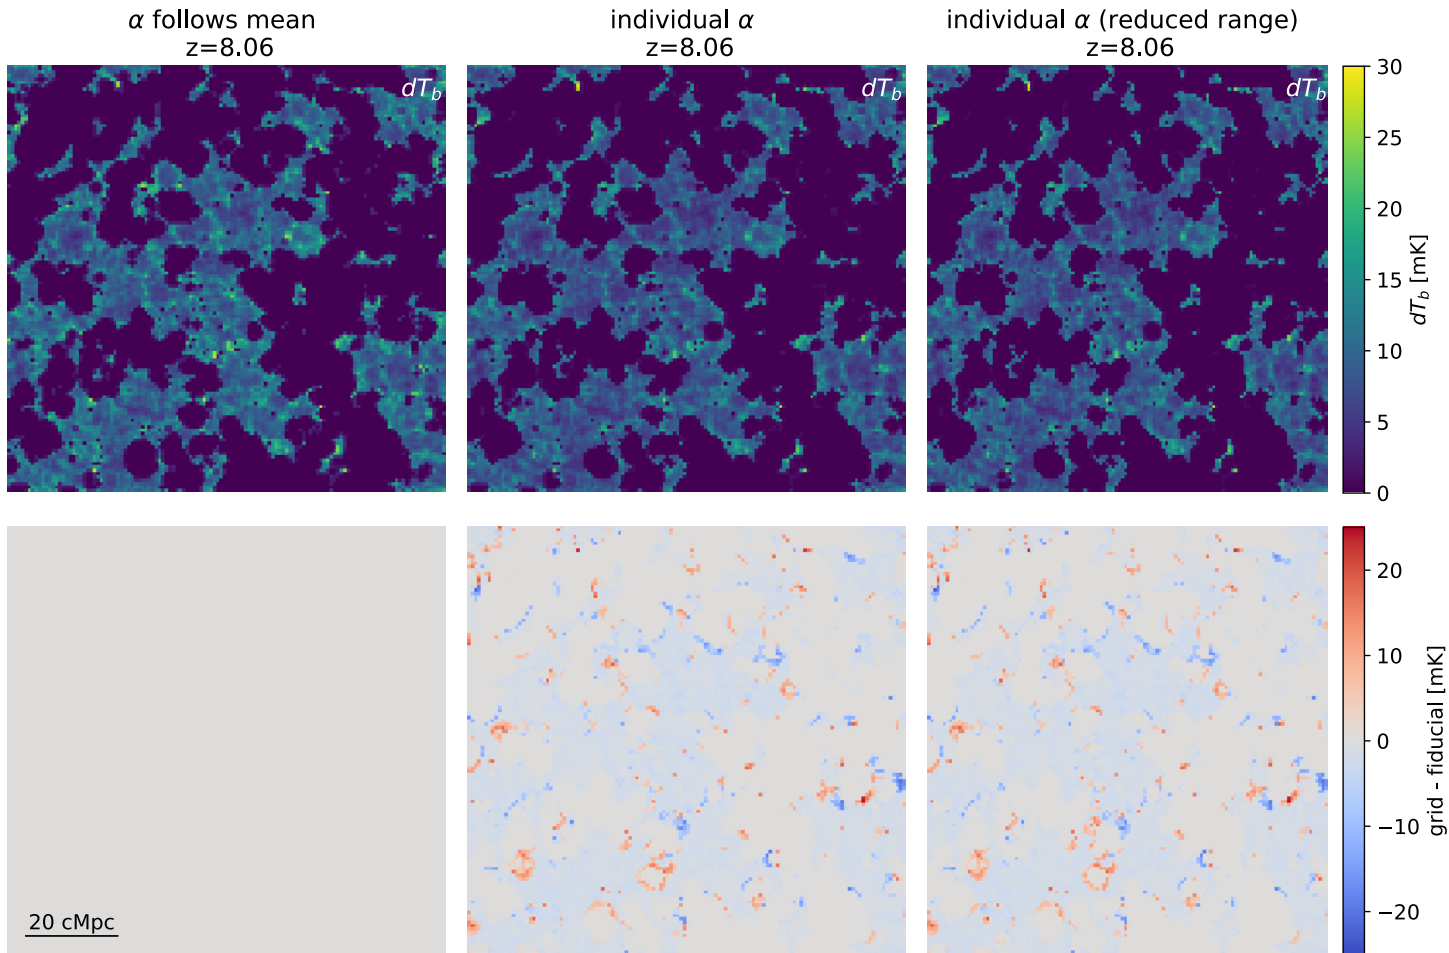 α follows mean
z=8.06
individual α
z=8.06
individual α (reduced range)
z=8.06
dT_b
dT_b
dT_b
30
25
20
15
10
5
0
dT_b [mK]
20
10
0
−10
−20
grid - fiducial [mK]
20 cMpc